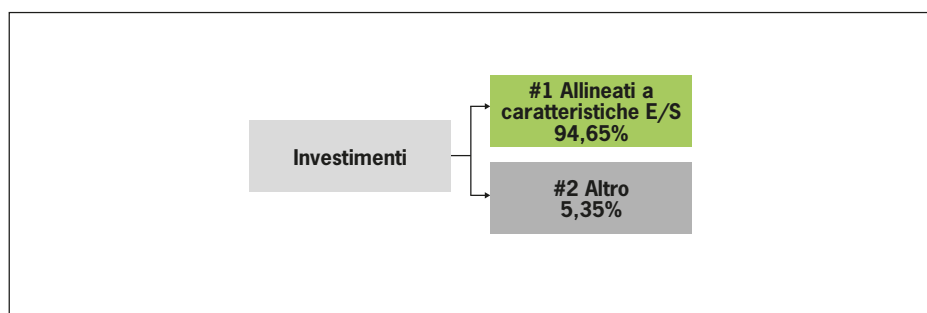 Investimenti
#1 Allineati a
caratteristiche E/S
94,65%
#2 Altro
5,35%